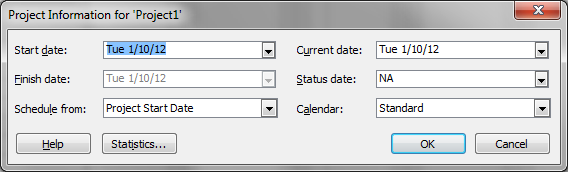 Project Information for 'Project1'
Start date: Tue 1/10/12 Current date: Tue 1/10/12
Finish date: Tue 1/10/12 Status date: NA
Schedule from: Project Start Date Calendar: Standard
Help Statistics... OK Cancel